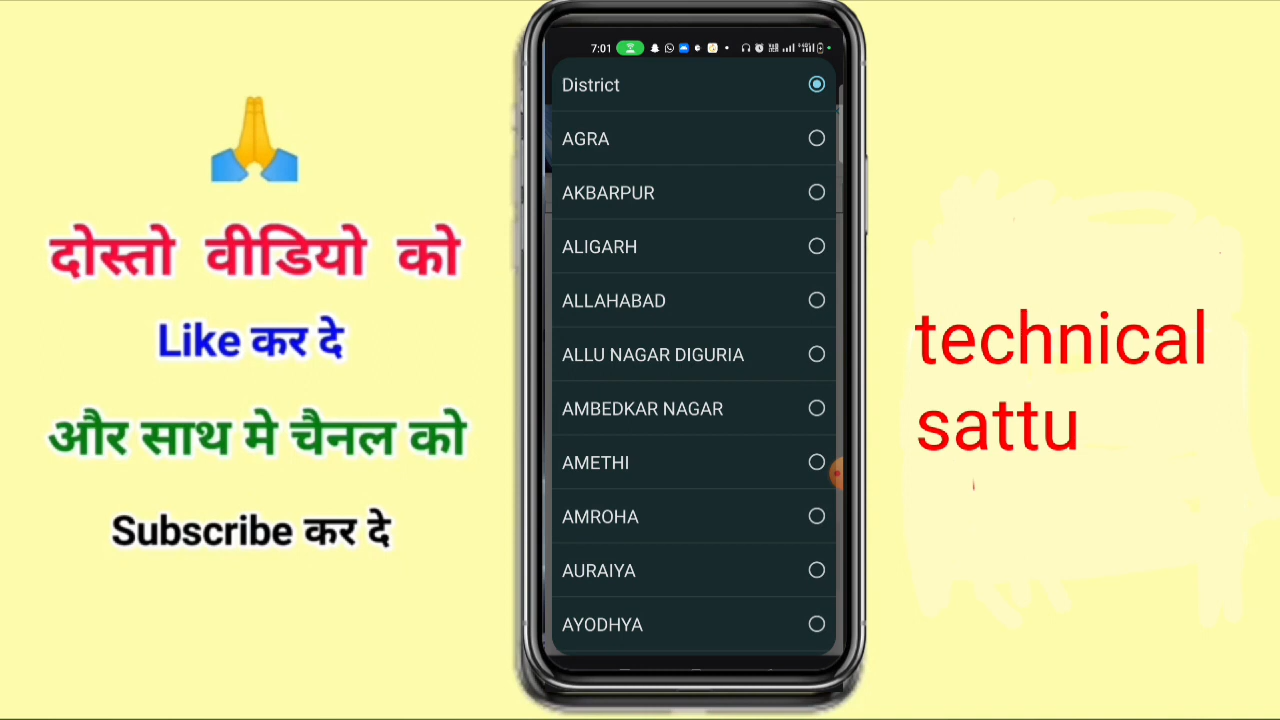 दोस्तो वीडियो को
Like कर दे
और साथ मे चैनल को
Subscribe कर दे
7:01
District
AGRA
AKBARPUR
ALIGARH
ALLAHABAD
ALLU NAGAR DIGURIA
AMBEDKAR NAGAR
AMETHI
AMROHA
AURAIYA
AYODHYA
technical
sattu